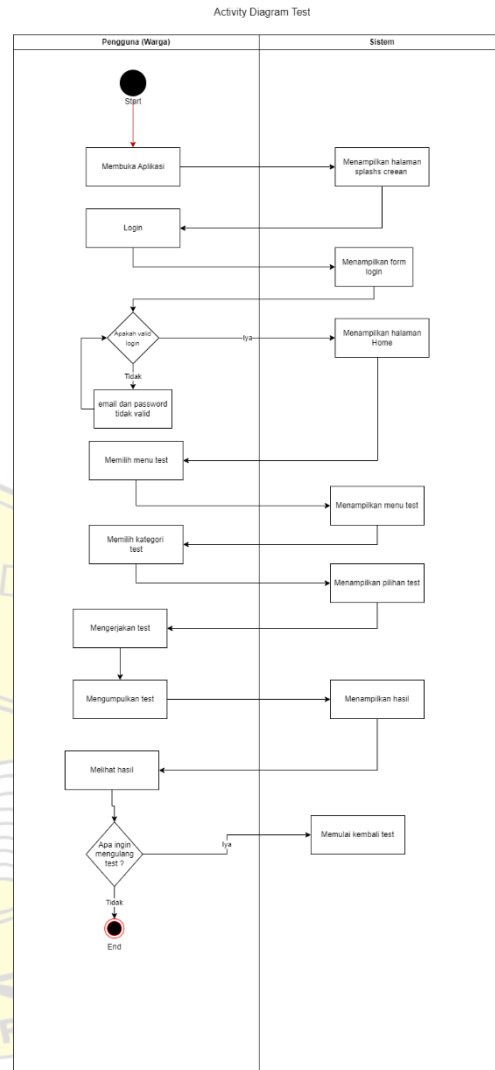 Activity Diagram Test
Pengguna (Warga)
Sistem
Start
Membuka Aplikasi
Menampilkan halaman
splashs creean
Login
Menampilkan form
login
Apakah valid
login
Iya
Menampilkan halaman
Home
Tidak
email dan password
tidak valid
Memilih menu test
Menampilkan menu test
Memilih kategori
test
Menampilkan pilihan test
Mengerjakan test
Mengumpulkan test
Menampilkan hasil
Melihat hasil
Apa ingin
mengulang
test ?
Iya
Memulai kembali test
Tidak
End